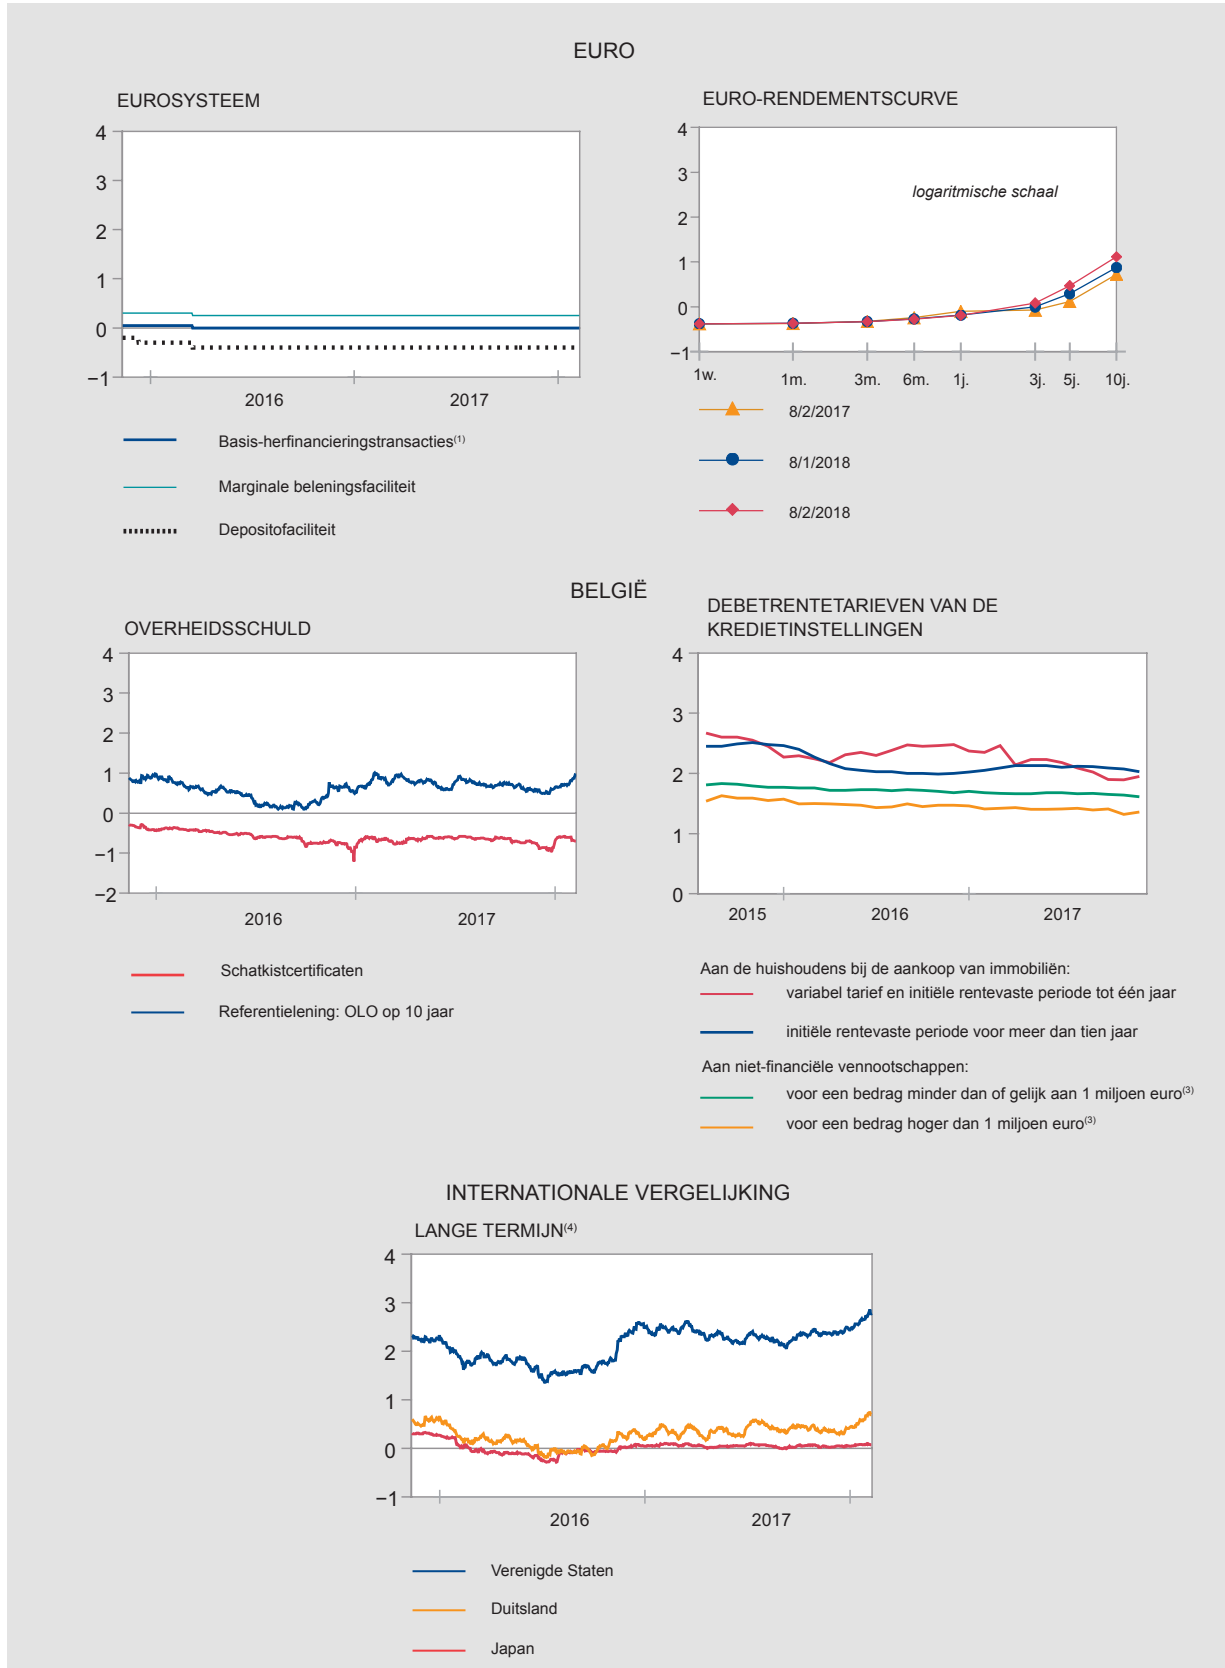 EURO
EUROSYSTEEM
4
3
2
1
0
−1
2016
2017
Basis-herfinancieringstransacties(1)
Marginale beleningsfaciliteit
Depositofaciliteit
EURO-RENDEMENTSCURVE
4
3
2
1
0
−1
logaritmische schaal
1w.
1m.
3m.
6m.
1j.
3j.
5j.
10j.
8/2/2017
8/1/2018
8/2/2018
BELGIË
OVERHEIDSSCHULD
4
3
2
1
0
−1
−2
2016
2017
Schatkistcertificaten
Referentielening: OLO op 10 jaar
DEBETRENTETARIEVEN VAN DE
KREDIETINSTELLINGEN
4
3
2
1
0
2015
2016
2017
Aan de huishoudens bij de aankoop van immobiliën:
variabel tarief en initiële rentevaste periode tot één jaar
initiële rentevaste periode voor meer dan tien jaar
Aan niet-financiële vennootschappen:
voor een bedrag minder dan of gelijk aan 1 miljoen euro(3)
voor een bedrag hoger dan 1 miljoen euro(3)
INTERNATIONALE VERGELIJKING
LANGE TERMIJN(4)
4
3
2
1
0
−1
2016
2017
Verenigde Staten
Duitsland
Japan